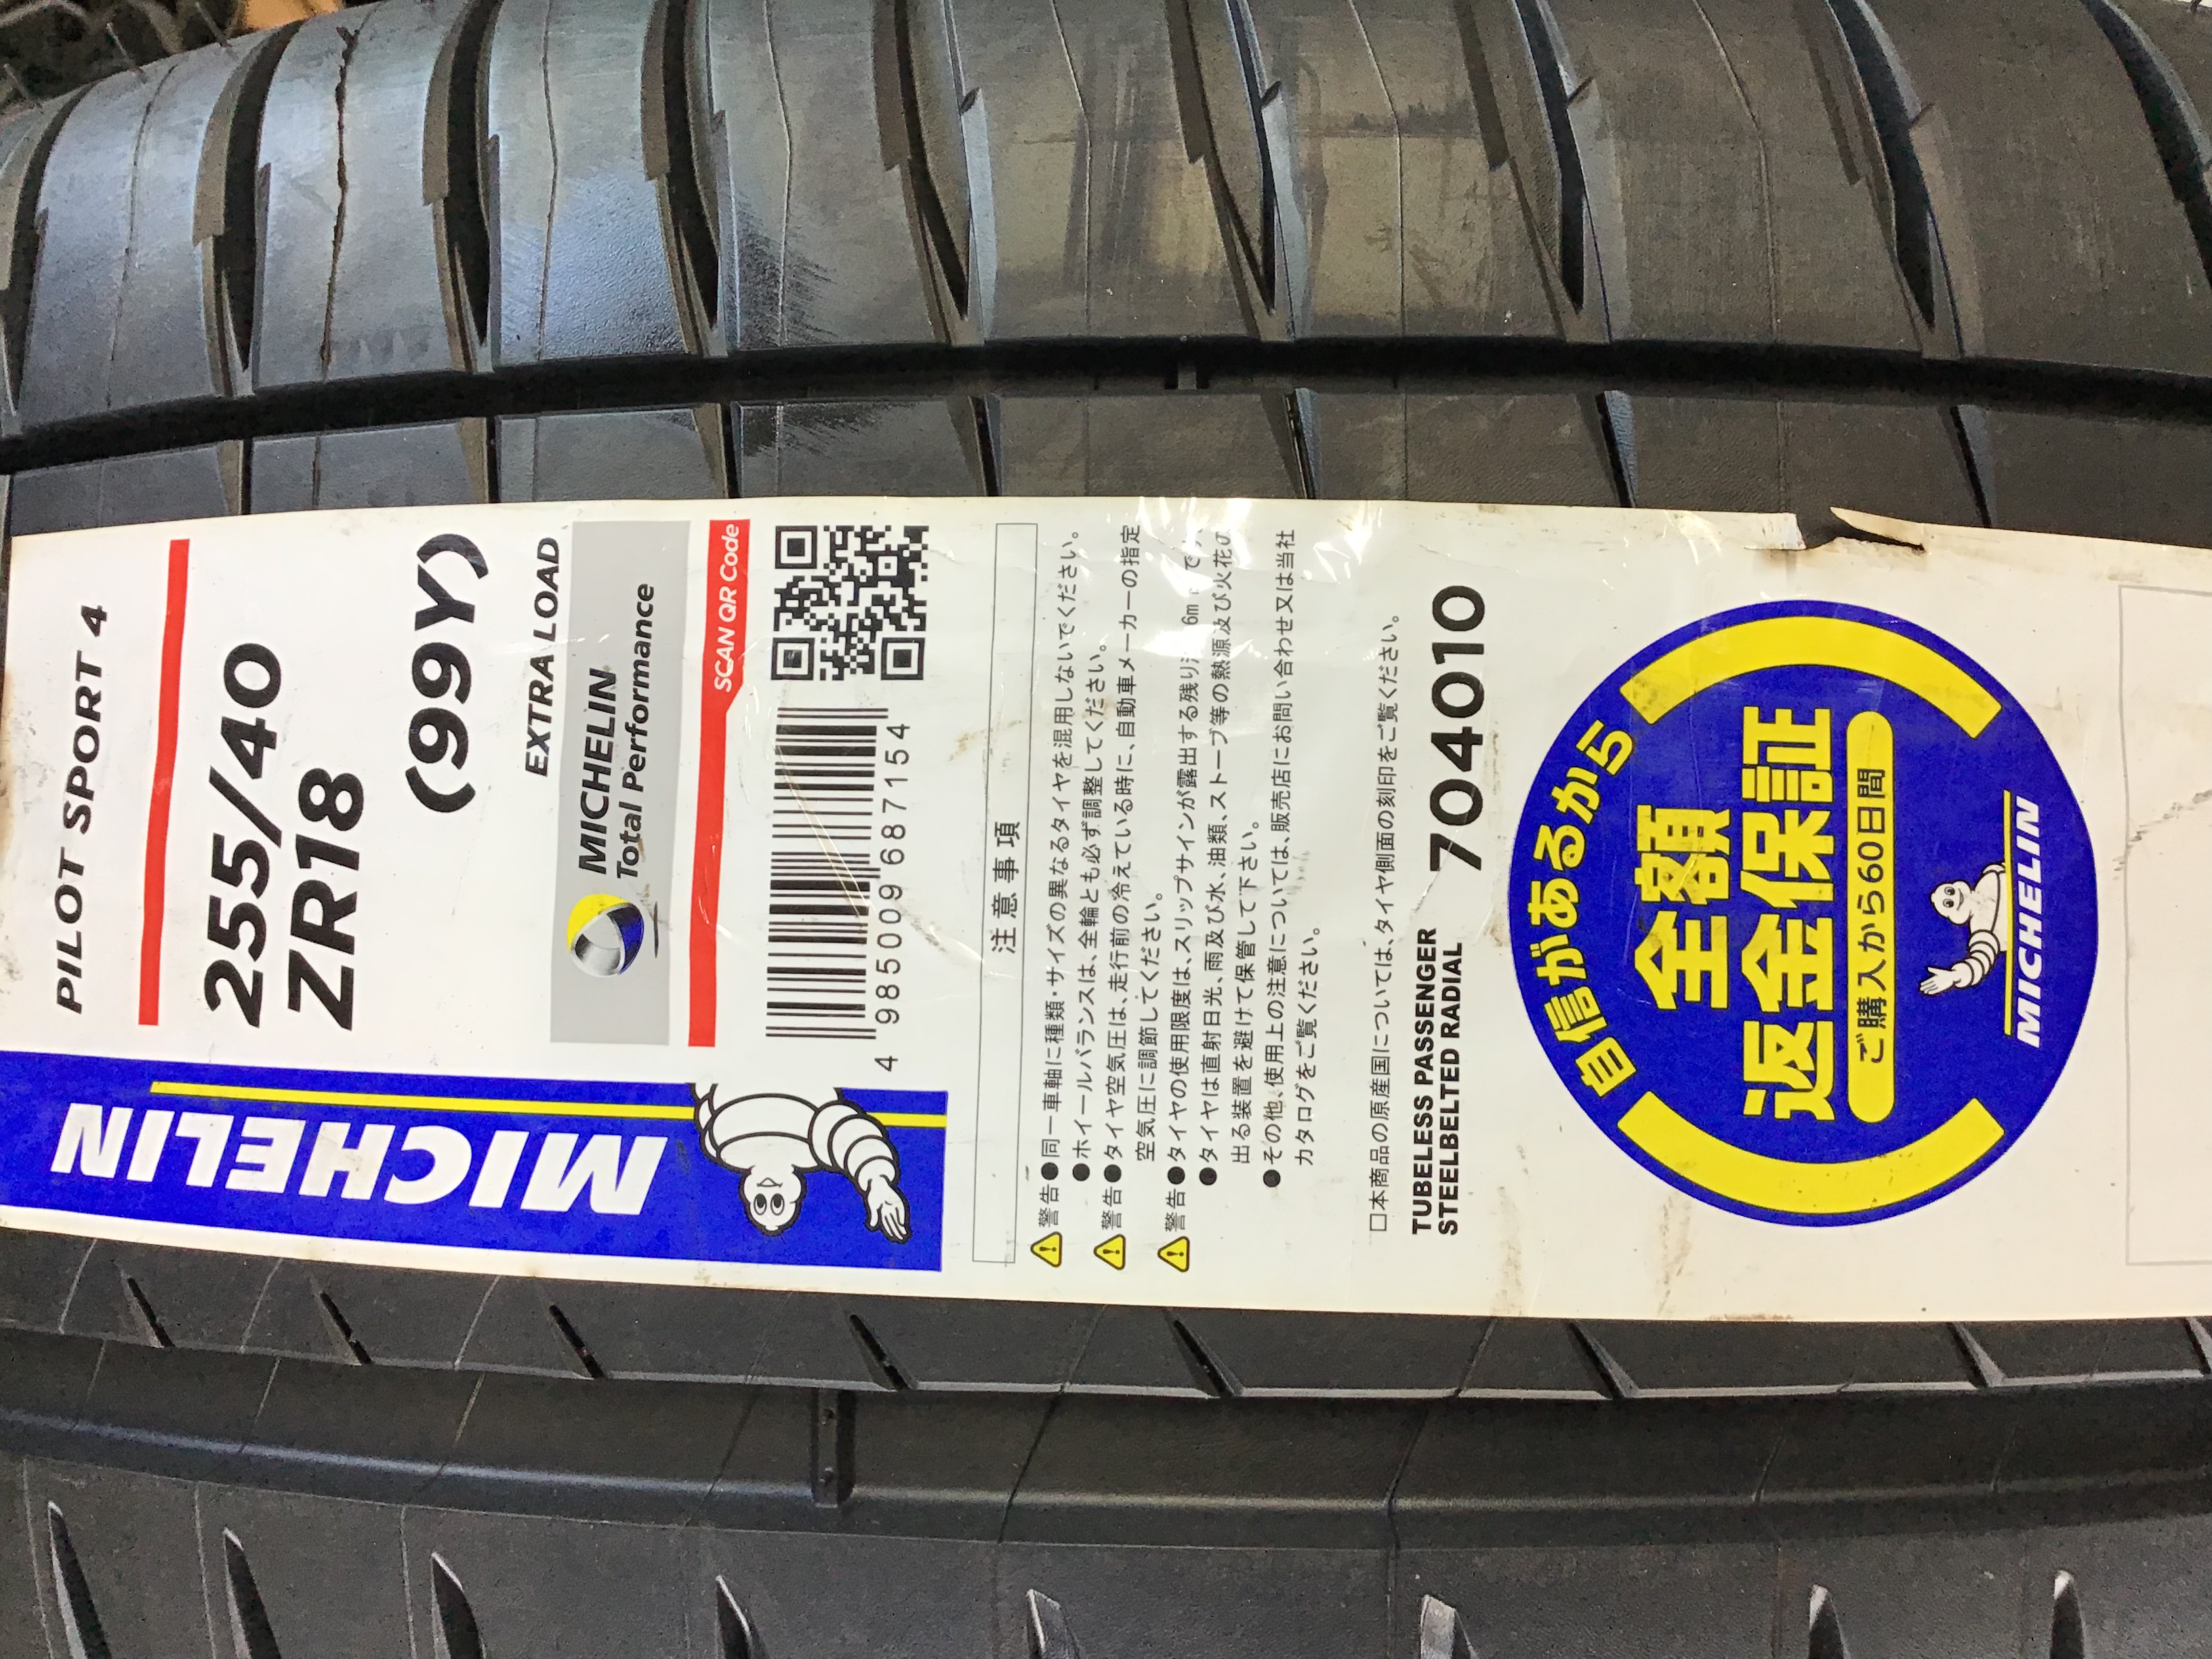 MICHELIN
PILOT SPORT 4
255/40
ZR18
(99Y)
EXTRA LOAD
MICHELIN
Total Performance
SCAN QR Code
4 985009 687154
注意事項
警告●同一車軸に種類・サイズの異なるタイヤを混用しないでください。
●ホイールバランスは、全輪とも必ず調整してください。
警告●タイヤ空気圧は、走行前の冷えている時に、自動車メーカーの指定
空気圧に調節してください。
警告●タイヤの使用限度は、スリップサインが露出する残り 6m で
●タイヤは直射日光、雨及び水、油類、ストーブ等の熱源及び火花の
出る装置を避けて保管して下さい。
●その他、使用上の注意については、販売店にお問い合わせ又は当社
カタログをご覧ください。
□本商品の原産国については、タイヤ側面の刻印をご覧ください。
TUBELESS PASSENGER
STEELBELTED RADIAL
704010
自信があるから
全額
返金保証
ご購入から60日間
MICHELIN